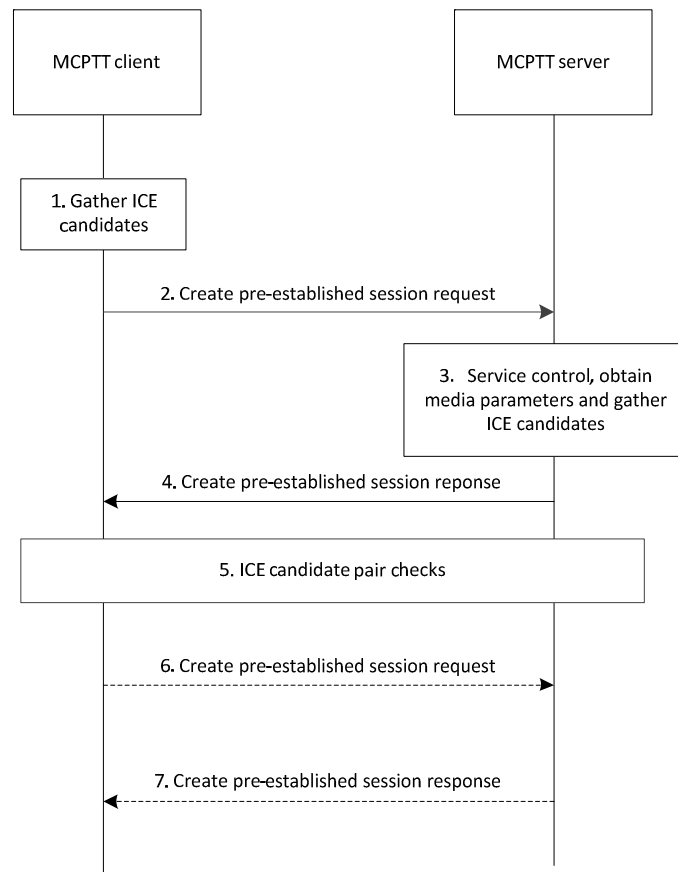 MCPTT client
MCPTT server
1. Gather ICE
candidates
2. Create pre-established session request
3. Service control, obtain
media parameters and gather
ICE candidates
4. Create pre-established session reponse
5. ICE candidate pair checks
6. Create pre-established session request
7. Create pre-established session response